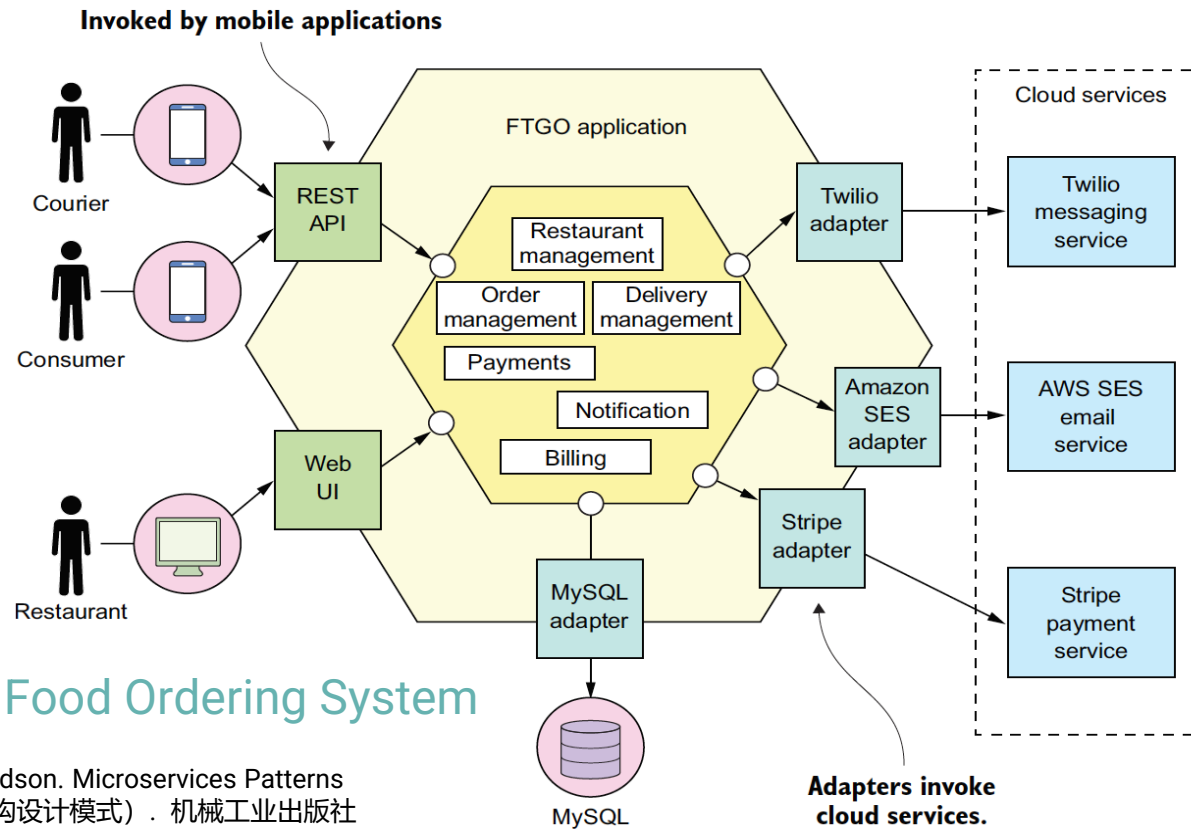 Invoked by mobile applications
Courier
Consumer
Restaurant
REST
API
Web
UI
FTGO application
Restaurant
management
Order
management
Delivery
management
Payments
Notification
Billing
Twilio
adapter
Amazon
SES
adapter
Stripe
adapter
MySQL
adapter
MySQL
Cloud services
Twilio
messaging
service
AWS SES
email
service
Stripe
payment
service
Adapters invoke
cloud services.
Food Ordering System
dson. Microservices Patterns
构设计模式）. 机械工业出版社